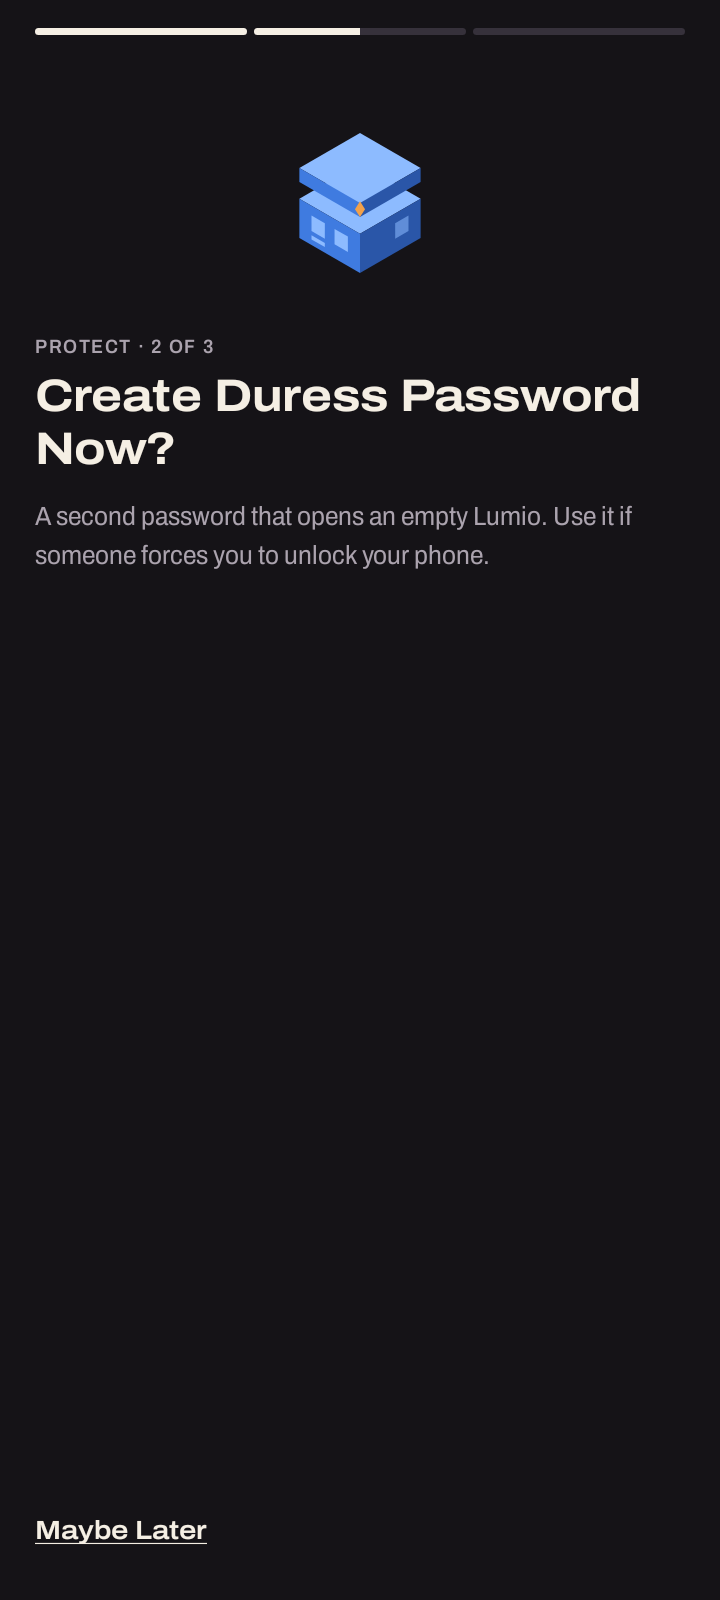 PROTECT · 2 OF 3
Create Duress Password
Now?
A second password that opens an empty Lumio. Use it if
someone forces you to unlock your phone.
Maybe Later